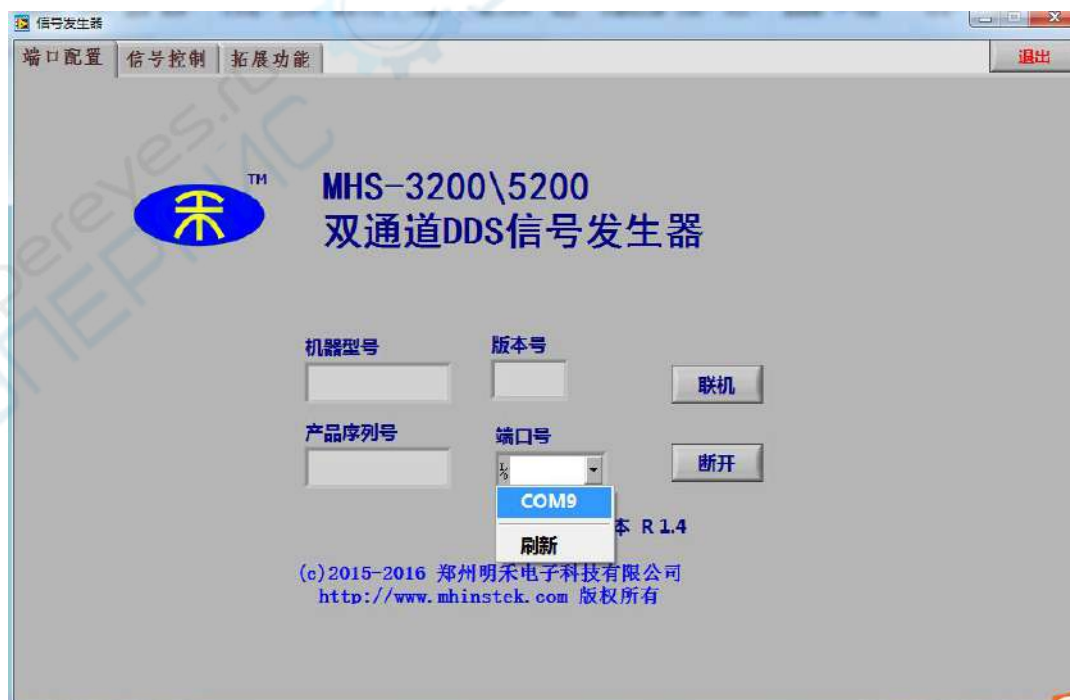 信号发生器
端口配置 信号控制 拓展功能 退出
TM
MHS-3200\5200
双通道DDS信号发生器
机器型号 版本号
联机
产品序列号 端口号
断开
I/O
COM9
本 R 1.4
刷新
(c)2015-2016 郑州明禾电子科技有限公司
http://www.mhinstek.com 版权所有